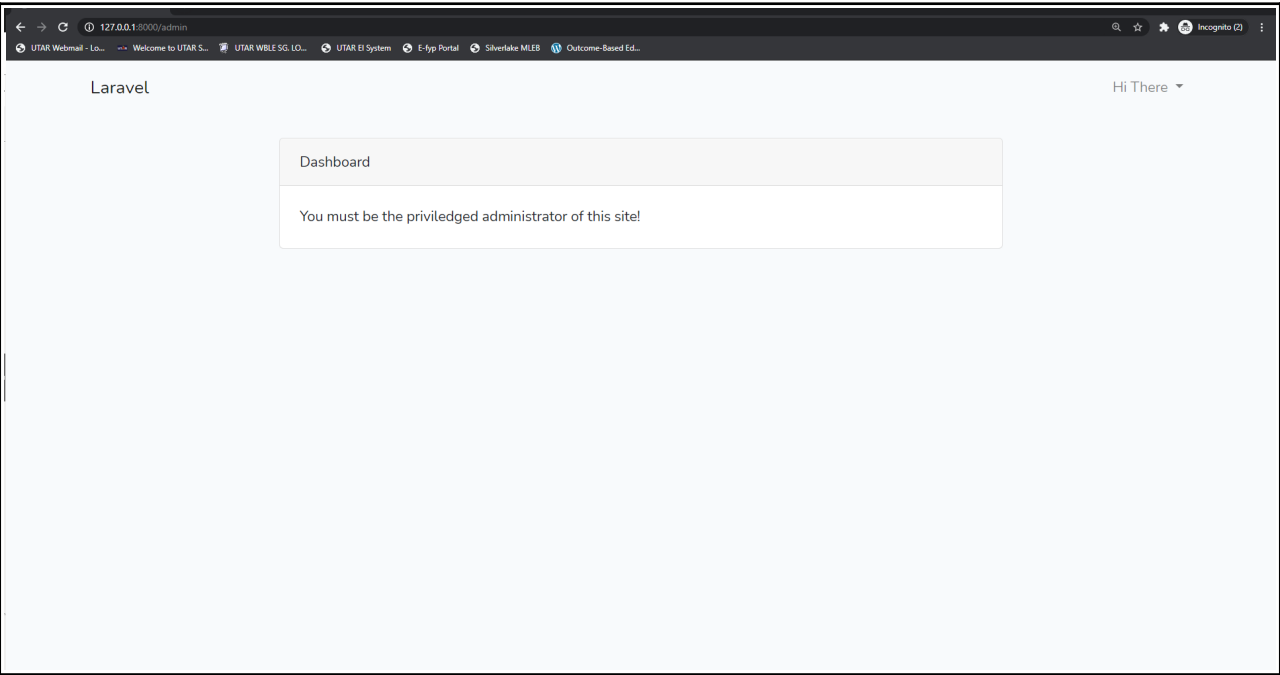 127.0.0.1:8000/admin
Incognito (2)
UTAR Webmail - Lo... Welcome to UTAR S... UTAR WBLE SG. LO... UTAR EI System E-fyp Portal Silverlake MLEB Outcome-Based Ed...
Laravel Hi There
Dashboard
You must be the priviledged administrator of this site!